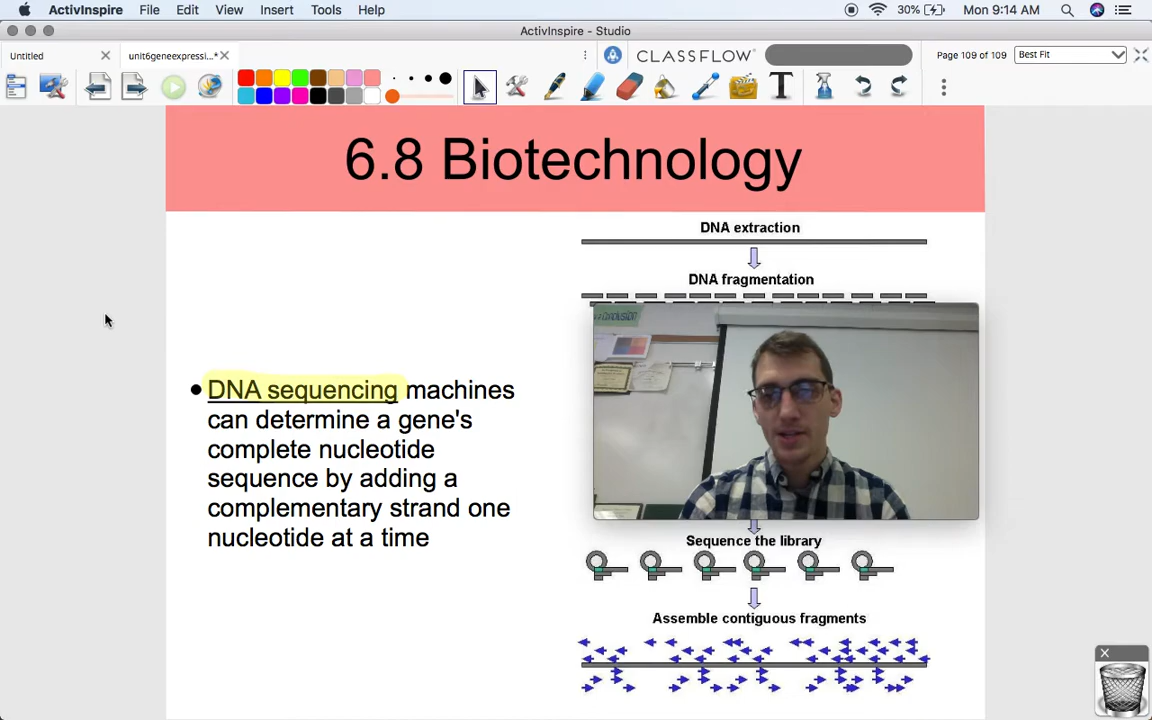 ActivInspire File Edit View Insert Tools Help 30% Mon 9:14 AM
ActivInspire - Studio
Untitled unit6geneexpressi...* CLASSFLOW Page 109 of 109 Best Fit
6.8 Biotechnology
DNA extraction
DNA fragmentation
• DNA sequencing machines
can determine a gene's
complete nucleotide
sequence by adding a
complementary strand one
nucleotide at a time
Sequence the library
Assemble contiguous fragments